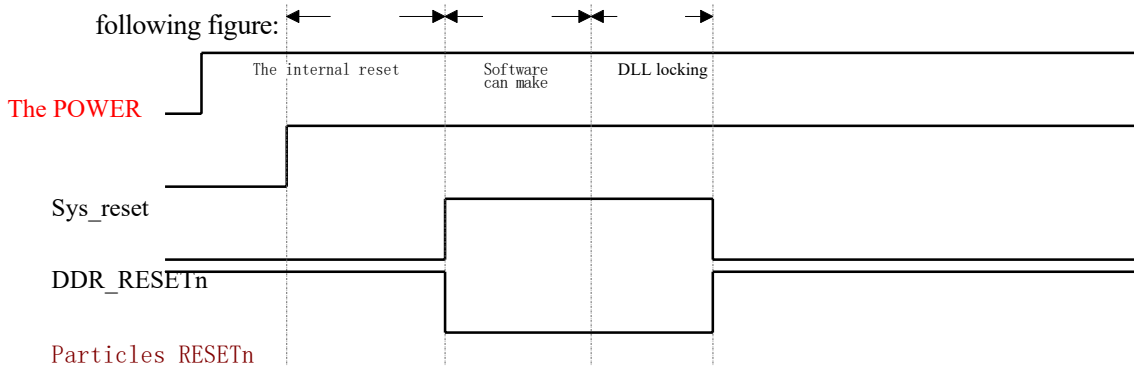 following figure:
The internal reset
Software
can make
DLL locking
The POWER
Sys_reset
DDR_RESETn
Particles RESETn